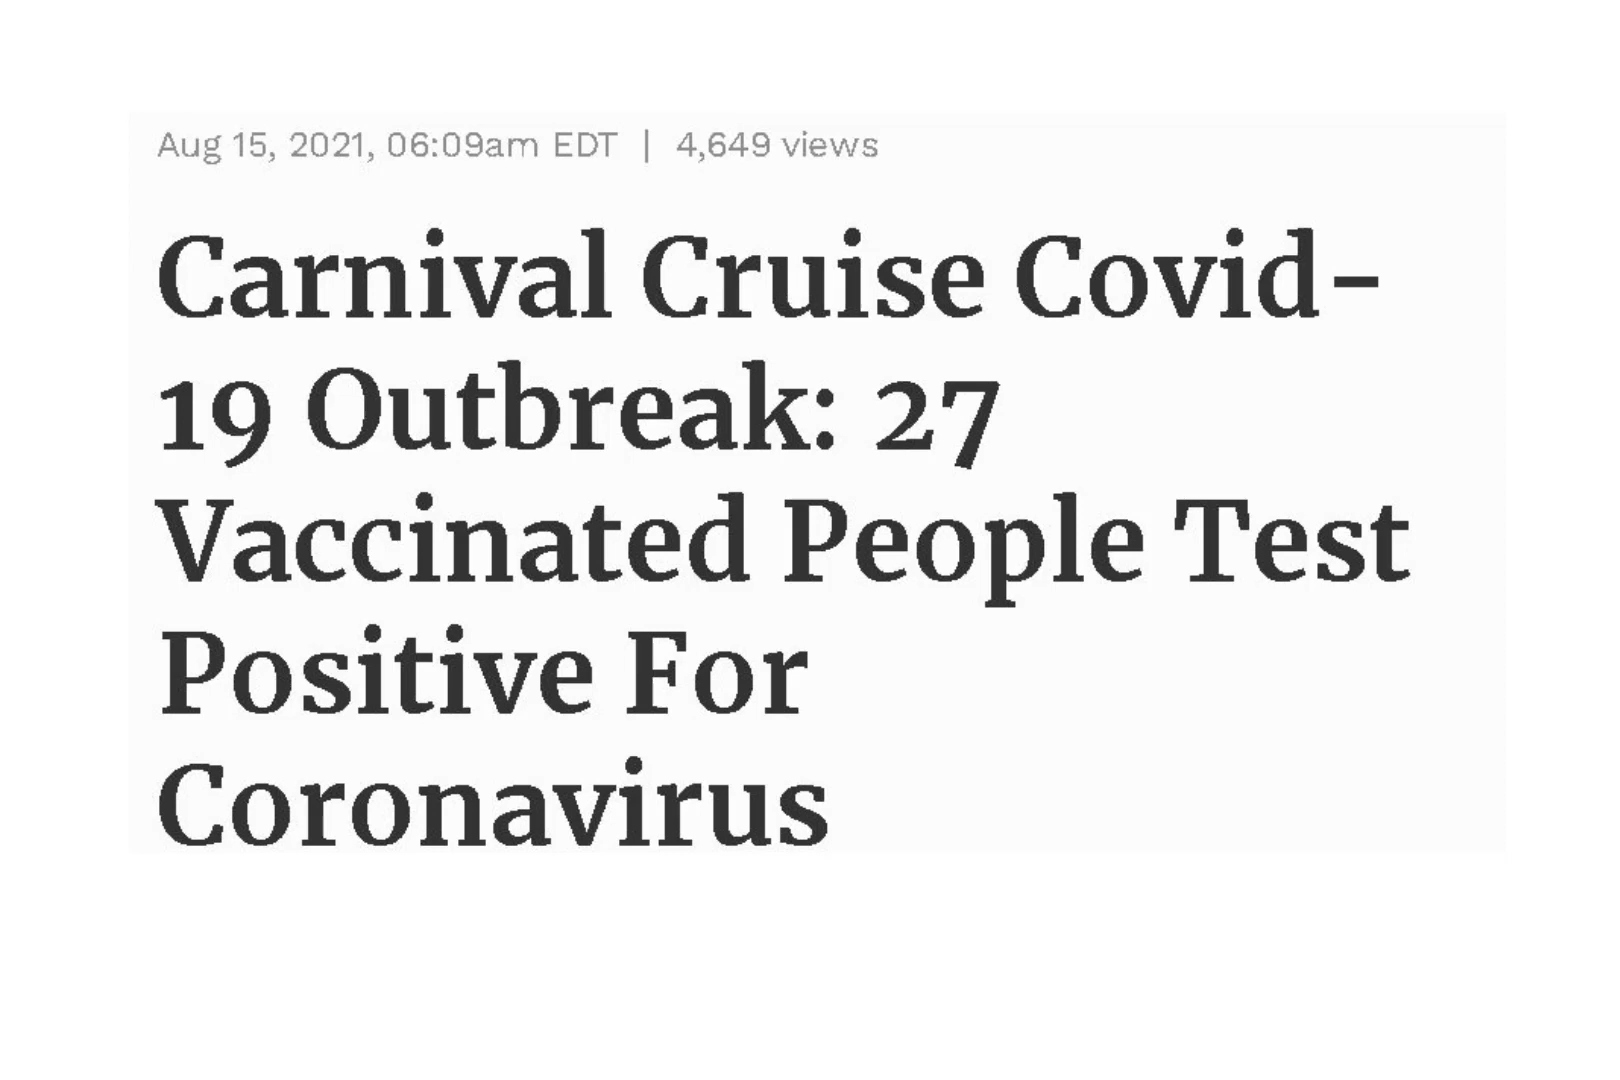 Aug 15, 2021, 06:09am EDT | 4,649 views
Carnival Cruise Covid-
19 Outbreak: 27
Vaccinated People Test
Positive For
Coronavirus